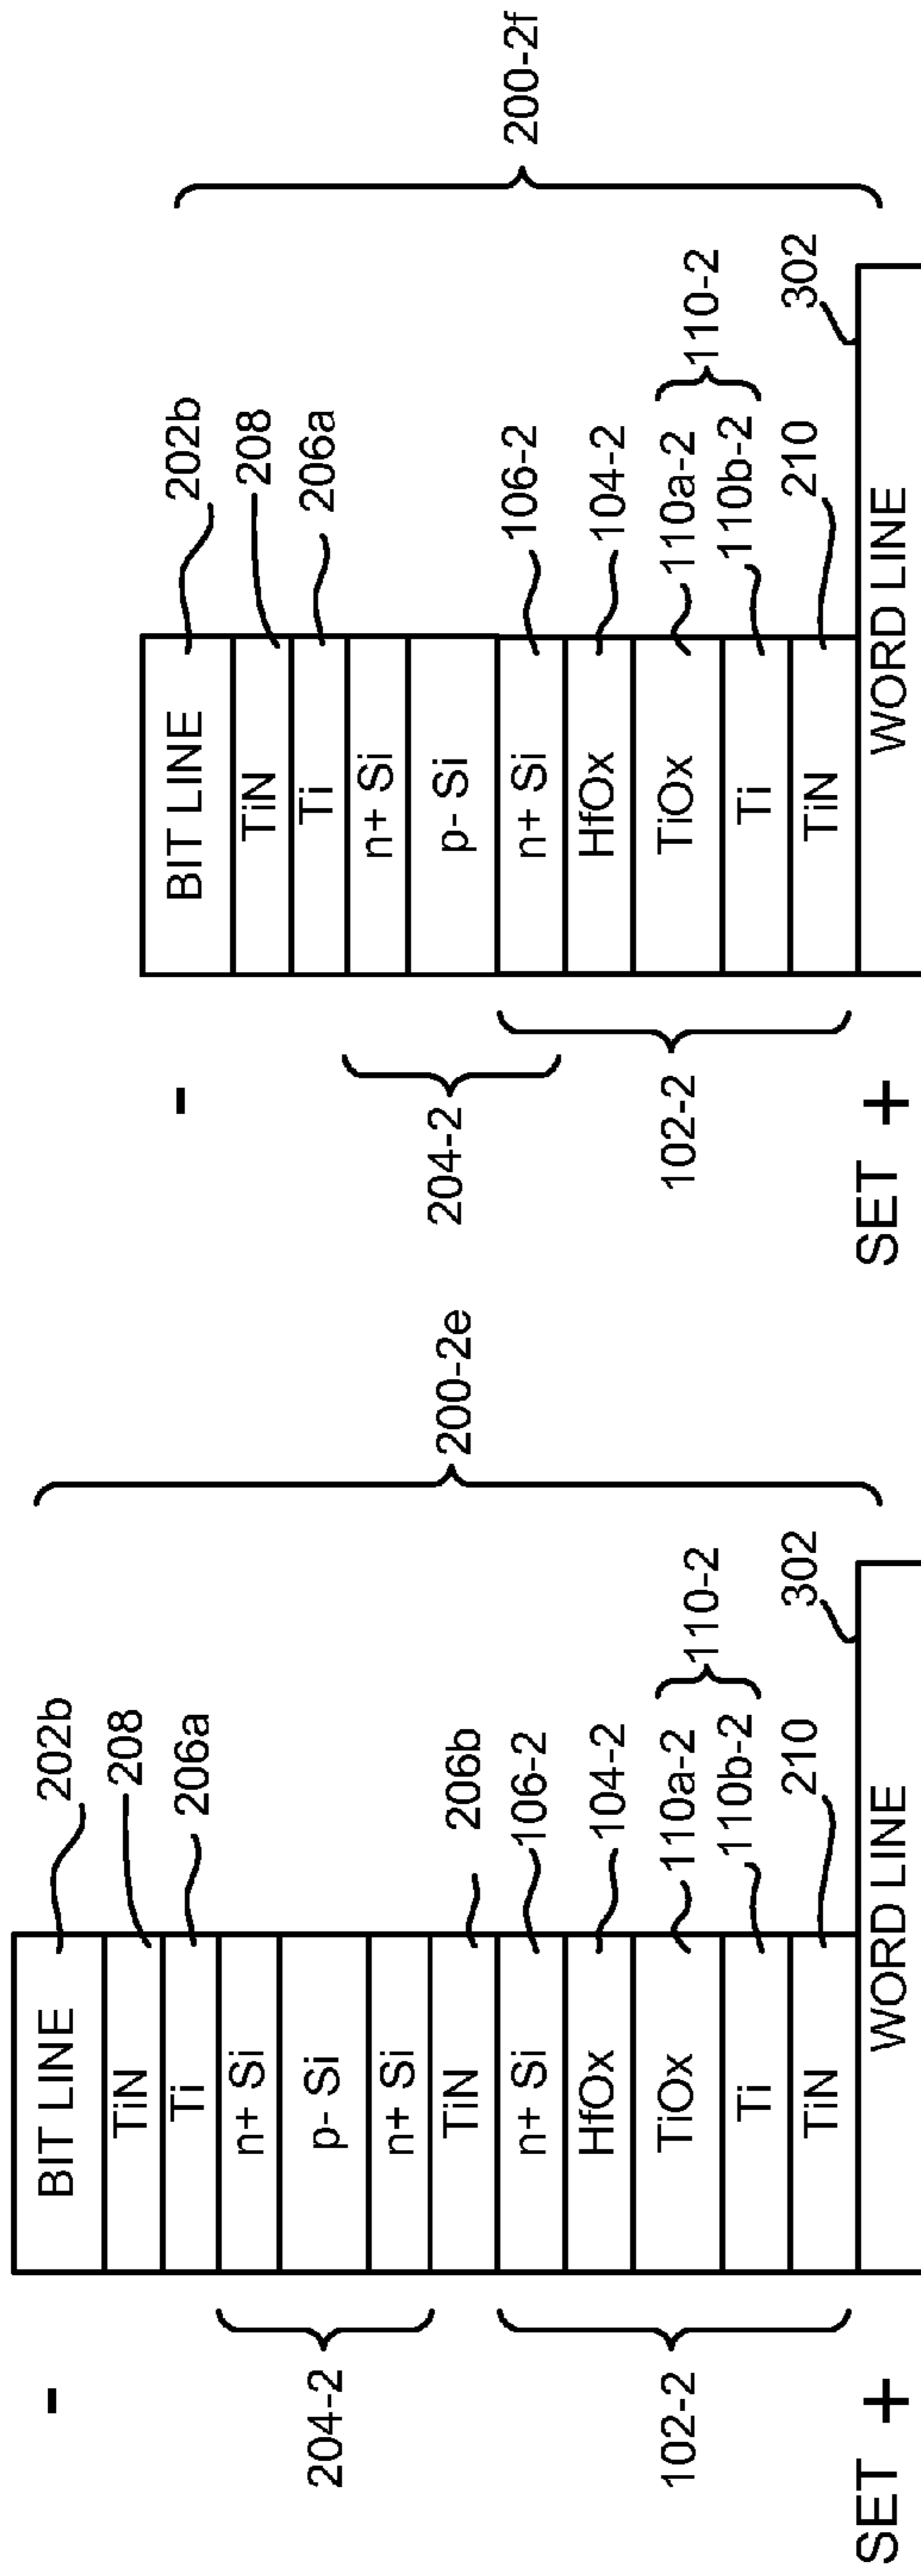 BIT LINE
TiN
Ti
n+ Si
p- Si
n+ Si
TiN
n+ Si
HfOx
TiOx
Ti
TiN
WORD LINE
202b
208
206a
206b
106-2
104-2
110a-2
110b-2
110-2
210
302
200-2e
-
204-2
102-2
SET +
BIT LINE
TiN
Ti
n+ Si
p- Si
n+ Si
HfOx
TiOx
Ti
TiN
WORD LINE
202b
208
206a
106-2
104-2
110a-2
110b-2
110-2
210
302
200-2f
-
204-2
102-2
SET +